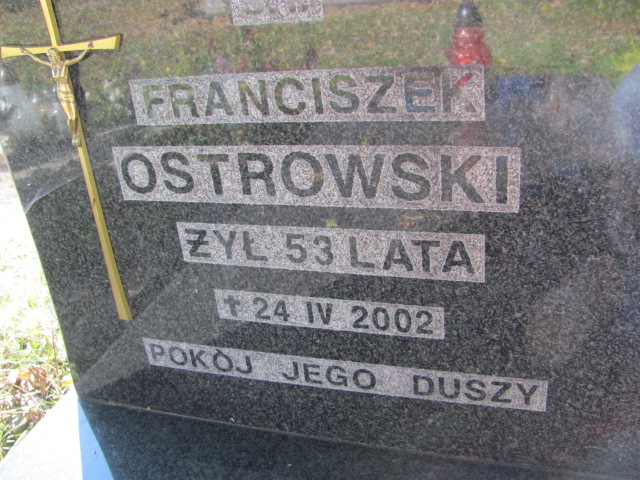 FRANCISZEK
OSTROWSKI
ŻYŁ 53 LATA
✝ 24 IV 2002
POKÓJ JEGO DUSZY